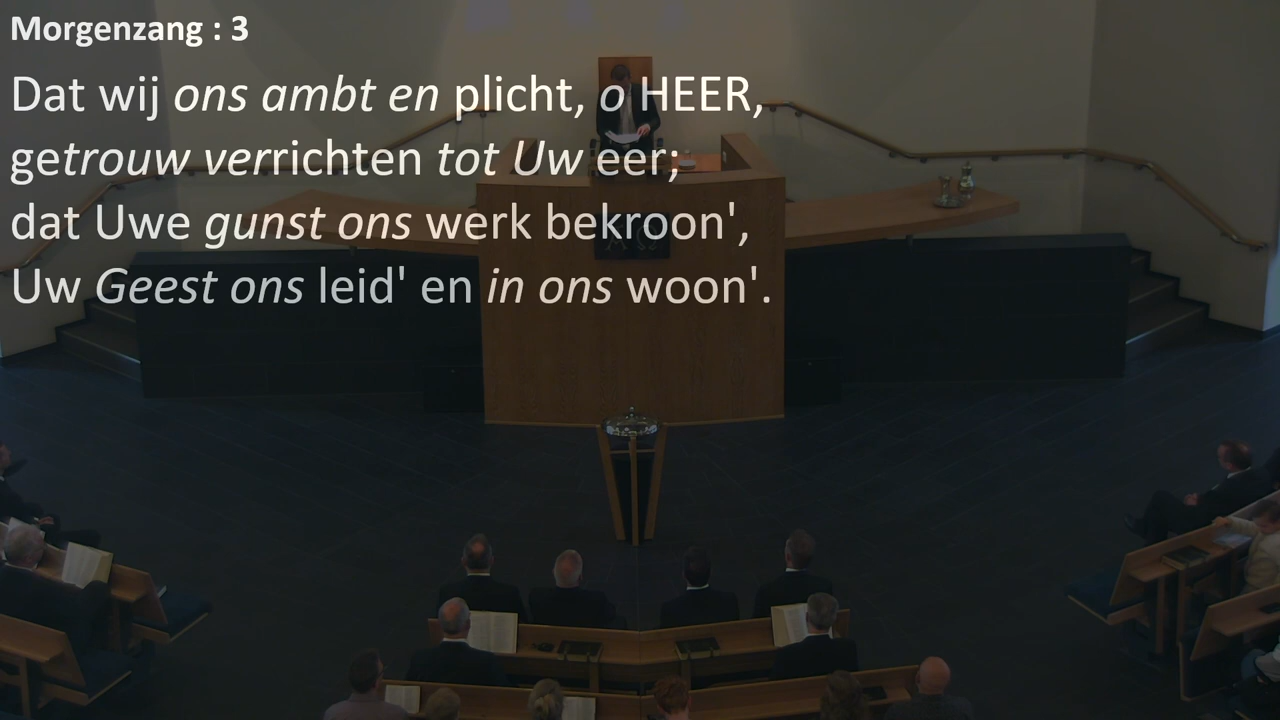 Morgenzang : 3
Dat wij ons ambt en plicht, o HEER,
getrouw verrichten tot Uw eer;
dat Uwe gunst ons werk bekroon',
Uw Geest ons leid' en in ons woon'.